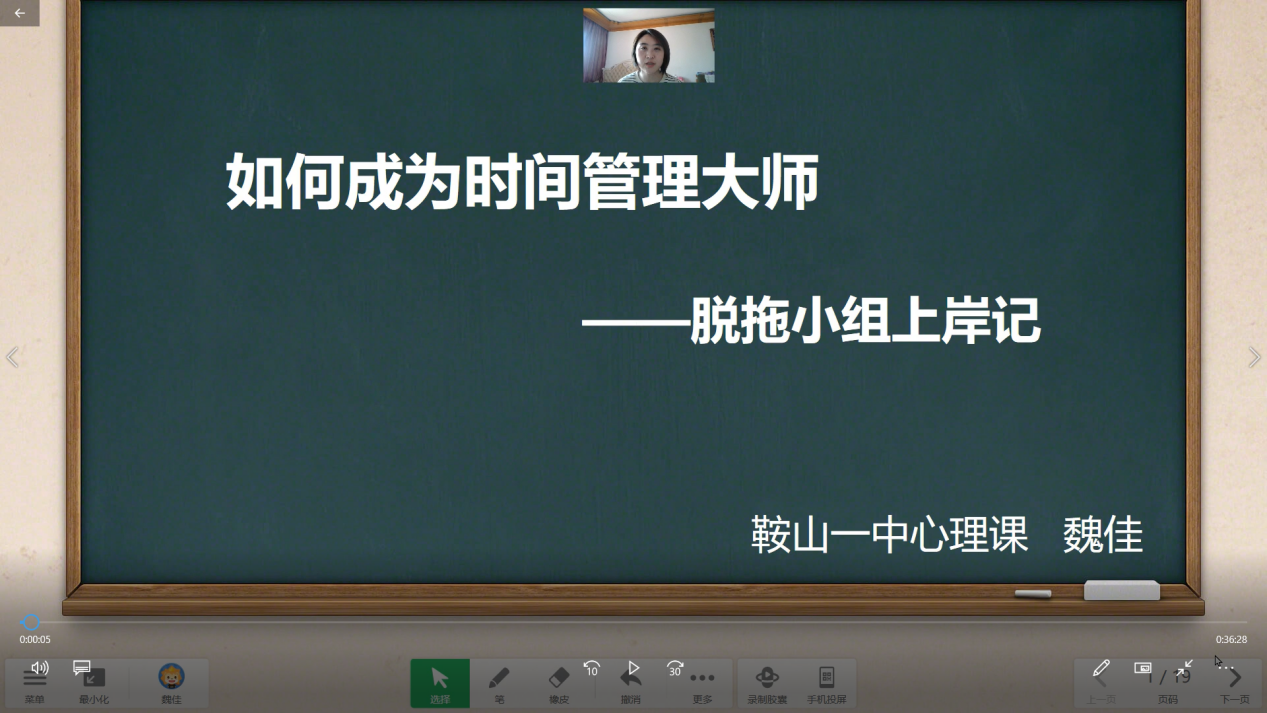 如何成为时间管理大师
——脱拖小组上岸记
鞍山一中心理课 魏佳
0:00:05
0:36:28
10
30
1 / 19
菜单
最小化
魏佳
选择
笔
橡皮
撤消
更多
录制胶囊
手机投屏
上一页
页码
下一页